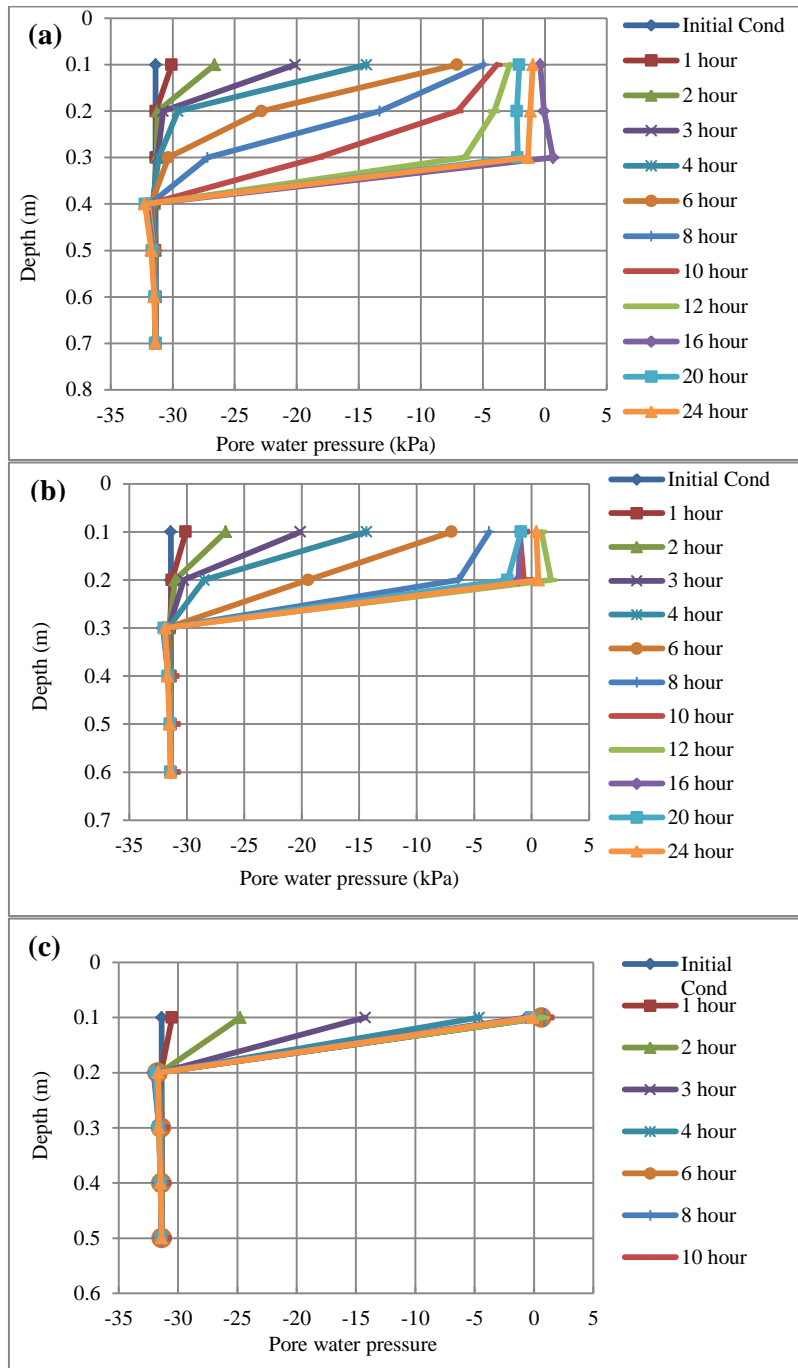 (a)
0
0.1
0.2
0.3
0.4
0.5
0.6
0.7
0.8
Depth (m)
-35 -30 -25 -20 -15 -10 -5 0 5
Pore water pressure (kPa)
Initial Cond
1 hour
2 hour
3 hour
4 hour
6 hour
8 hour
10 hour
12 hour
16 hour
20 hour
24 hour
(b)
0
0.1
0.2
0.3
0.4
0.5
0.6
0.7
Depth (m)
-35 -30 -25 -20 -15 -10 -5 0 5
Pore water pressure (kPa)
Initial Cond
1 hour
2 hour
3 hour
4 hour
6 hour
8 hour
10 hour
12 hour
16 hour
20 hour
24 hour
(c)
0
0.1
0.2
0.3
0.4
0.5
0.6
Depth (m)
-35 -30 -25 -20 -15 -10 -5 0 5
Pore water pressure
Initial
Cond
1 hour
2 hour
3 hour
4 hour
6 hour
8 hour
10 hour